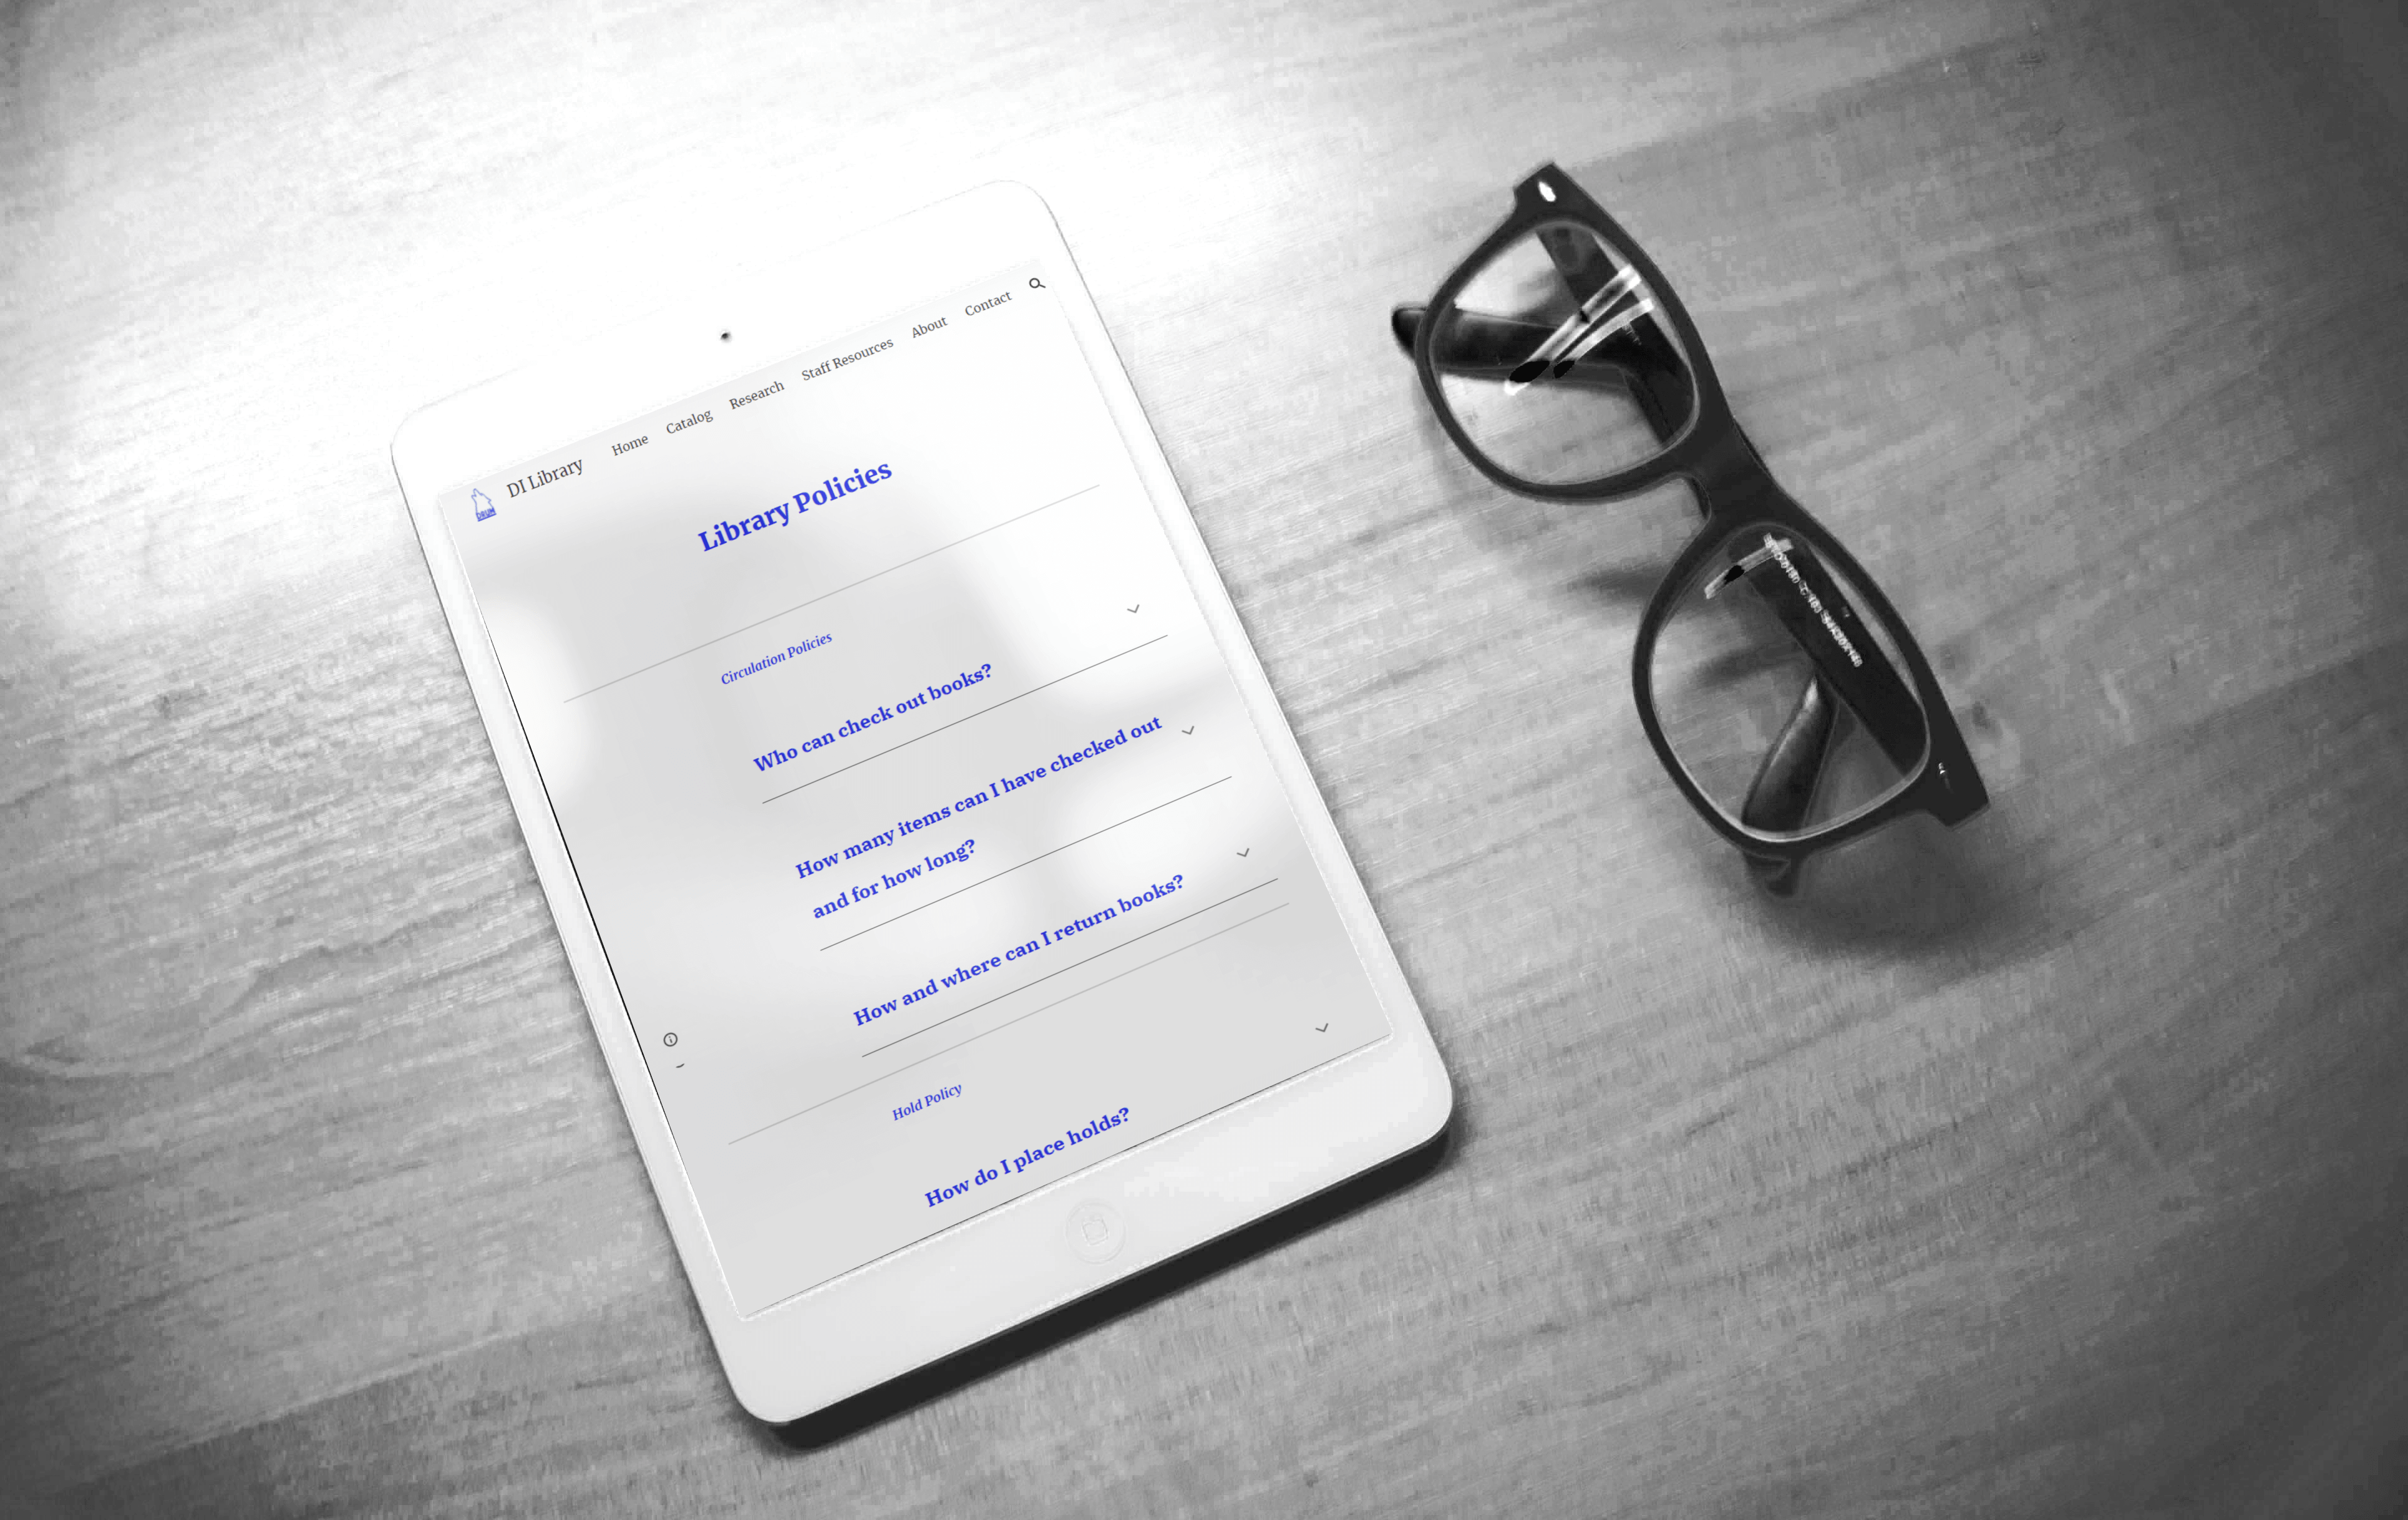 DI Library
Home Catalog Research Staff Resources About Contact
DRUM
Library Policies
Circulation Policies
Who can check out books?
How many items can I have checked out
and for how long?
How and where can I return books?
Hold Policy
How do I place holds?